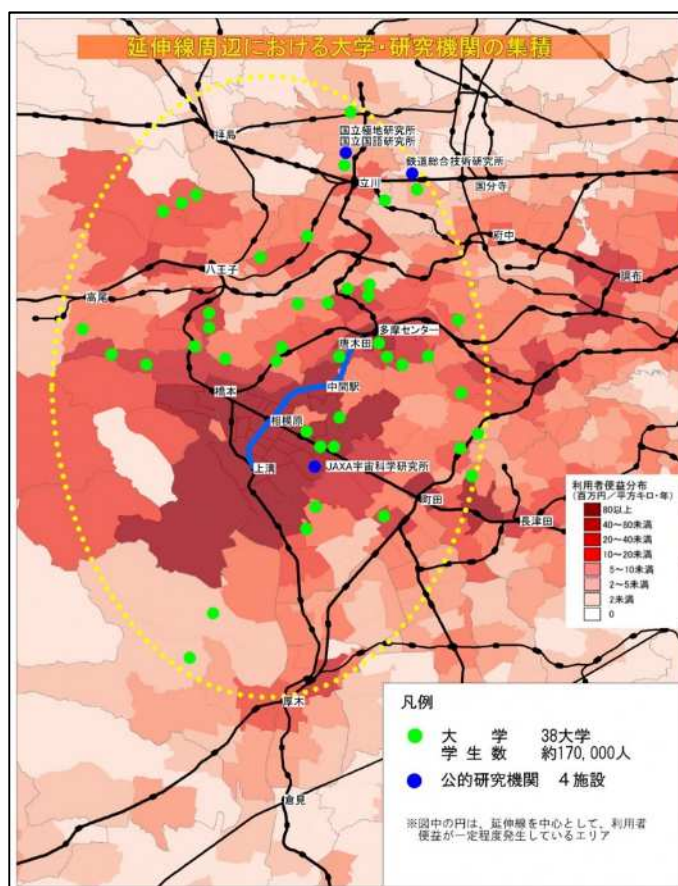 延伸線周辺における大学・研究機関の集積
拝島
国立極地研究所
国立国語研究所
鉄道総合技術研究所
立川
国分寺
府中
八王子
調布
高尾
多摩センター
唐木田
中間駅
橋本
相模原
上溝
JAXA宇宙科学研究所
町田
長津田
利用者便益分布
(百万円/平方キロ・年)
80以上
40～80未満
20～40未満
10～20未満
5～10未満
2～5未満
2未満
0
厚木
倉見
凡例
大学 38大学
学生数 約170,000人
公的研究機関 4施設
※図中の円は、延伸線を中心として、利用者
便益が一定程度発生しているエリア